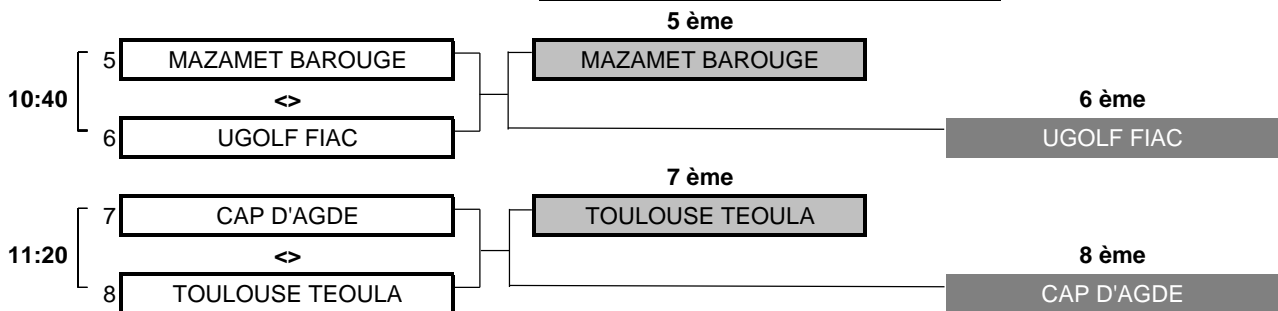 5 ème
5 MAZAMET BAROUGE MAZAMET BAROUGE
10:40 <> 6 ème
6 UGOLF FIAC UGOLF FIAC
7 ème
7 CAP D'AGDE TOULOUSE TEOULA
11:20 <> 8 ème
8 TOULOUSE TEOULA CAP D'AGDE